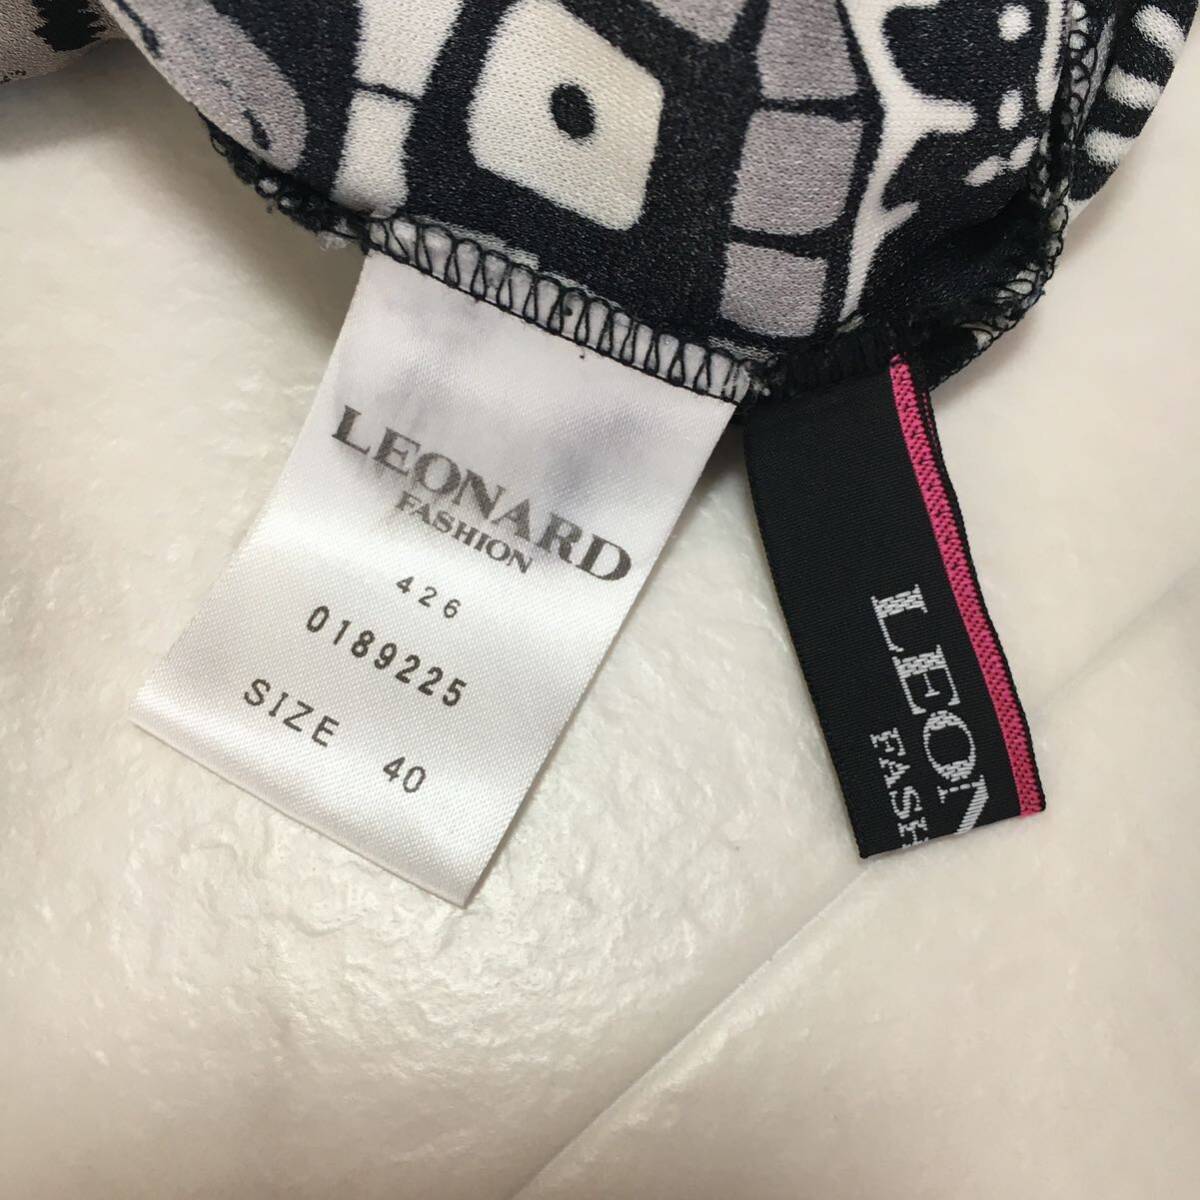 LEONARD
FASHION
426
0189225
SIZE 40
LEON
FASH